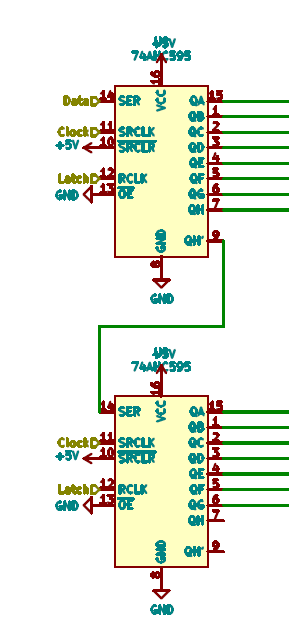 +5V
74AHC595
16
Data 14 SER VCC QA 15
QB 1
Clock 11 SRCLK QC 2
+5V 10 SRCLR QD 3
QE 4
Latch 12 RCLK QF 5
GND 13 OE QG 6
QH 7
GND QH' 9
8
GND
+5V
74AHC595
16
14 SER VCC QA 15
QB 1
Clock 11 SRCLK QC 2
+5V 10 SRCLR QD 3
QE 4
Latch 12 RCLK QF 5
GND 13 OE QG 6
QH 7
GND QH' 9
8
GND